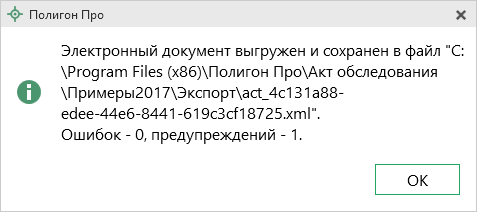 Полигон Про
Электронный документ выгружен и сохранен в файл "C:
\Program Files (x86)\Полигон Про\Акт обследования
\Примеры2017\Экспорт\act_4c131a88-
edee-44e6-8441-619c3cf18725.xml".
Ошибок - 0, предупреждений - 1.
OK